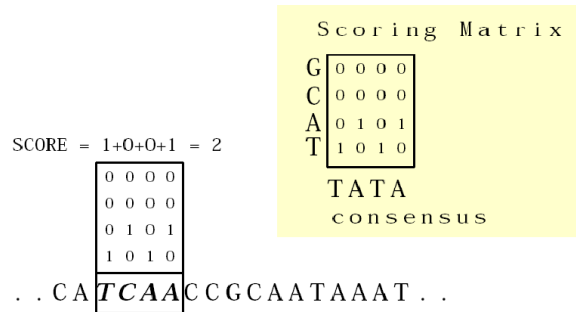 Scoring Matrix
G 0 0 0 0
C 0 0 0 0
A 0 1 0 1
T 1 0 1 0
TATA
consensus
SCORE = 1+0+0+1 = 2
0 0 0 0
0 0 0 0
0 1 0 1
1 0 1 0
. . CATCAACCGCAATAAAT . .